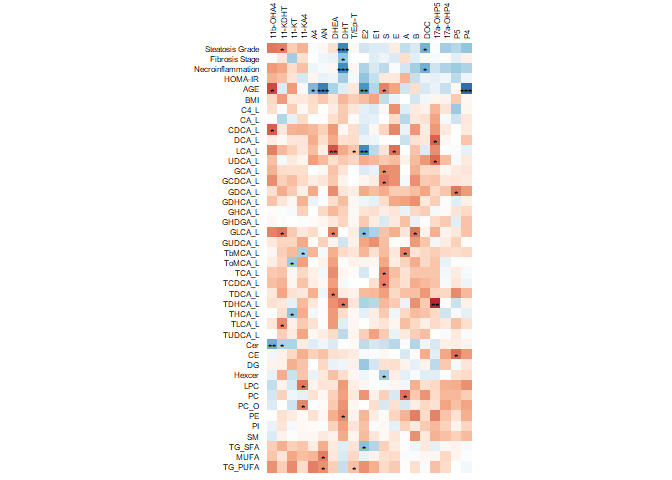 11b-OHA4
11-KDHT
11-KT
11-KA4
A4
AN
DHEA
DHT
T/Epi-T
E2
E1
S
E
A
B
DOC
17a-OHP5
17a-OHP4
P5
P4
Steatosis Grade
Fibrosis Stage
Necroinflammation
HOMA-IR
AGE
BMI
C4_L
CA_L
CDCA_L
DCA_L
LCA_L
UDCA_L
GCA_L
GCDCA_L
GDCA_L
GDHCA_L
GHCA_L
GHDGA_L
GLCA_L
GUDCA_L
TbMCA_L
ToMCA_L
TCA_L
TCDCA_L
TDCA_L
TDHCA_L
THCA_L
TLCA_L
TUDCA_L
Cer
CE
DG
Hexcer
LPC
PC
PC_O
PE
PI
SM
TG_SFA
MUFA
TG_PUFA